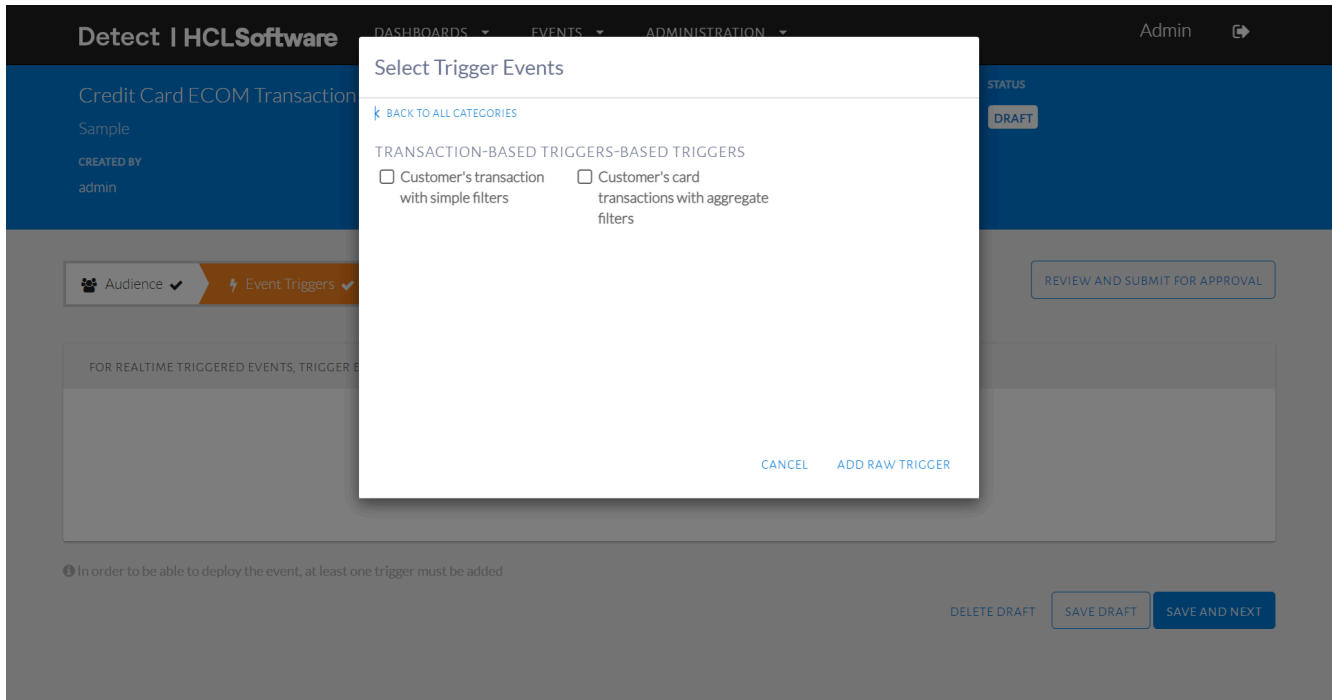 Detect | HCLSoftware
DASHBOARDS EVENTS ADMINISTRATION
Admin
Select Trigger Events
BACK TO ALL CATEGORIES
TRANSACTION-BASED TRIGGERS-BASED TRIGGERS
Customer's transaction
with simple filters
Customer's card
transactions with aggregate
filters
CANCEL ADD RAW TRIGGER
Credit Card ECOM Transaction
Sample
CREATED BY
admin
STATUS
DRAFT
Audience
Event Triggers
REVIEW AND SUBMIT FOR APPROVAL
FOR REALTIME TRIGGERED EVENTS, TRIGGER
In order to be able to deploy the event, at least one trigger must be added
DELETE DRAFT SAVE DRAFT SAVE AND NEXT